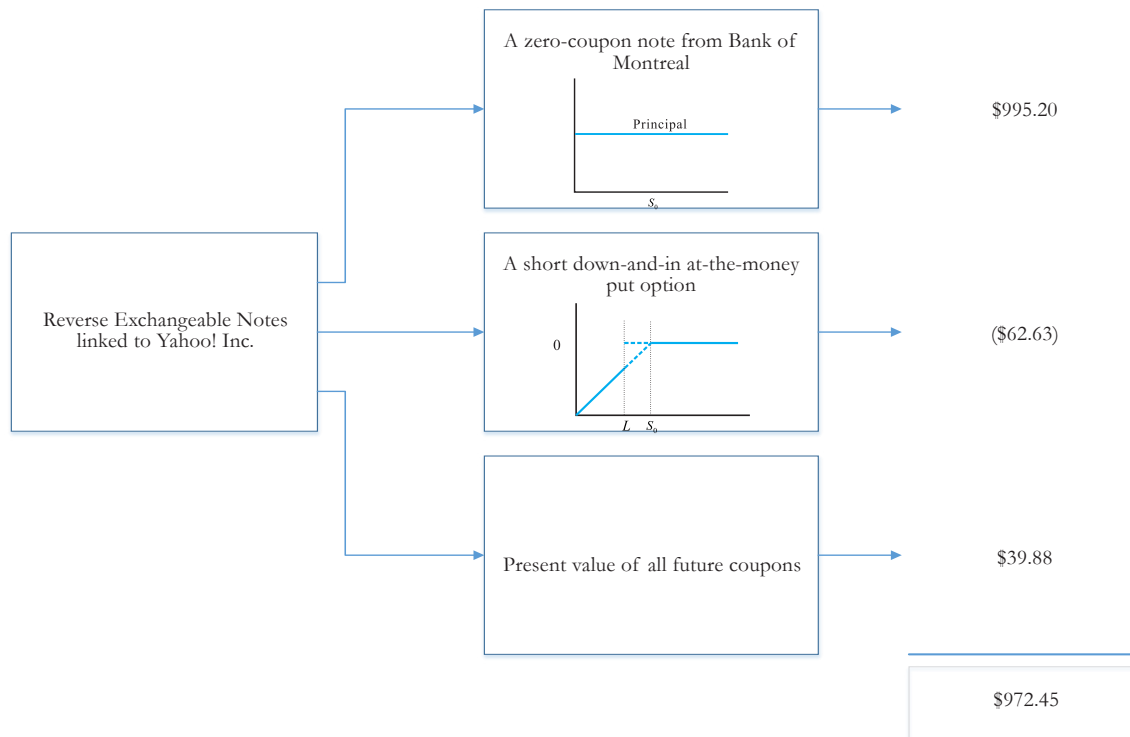 A zero-coupon note from Bank of
Montreal
Principal
S₀
$995.20
Reverse Exchangeable Notes
linked to Yahoo! Inc.
A short down-and-in at-the-money
put option
0
L S₀
($62.63)
Present value of all future coupons
$39.88
$972.45